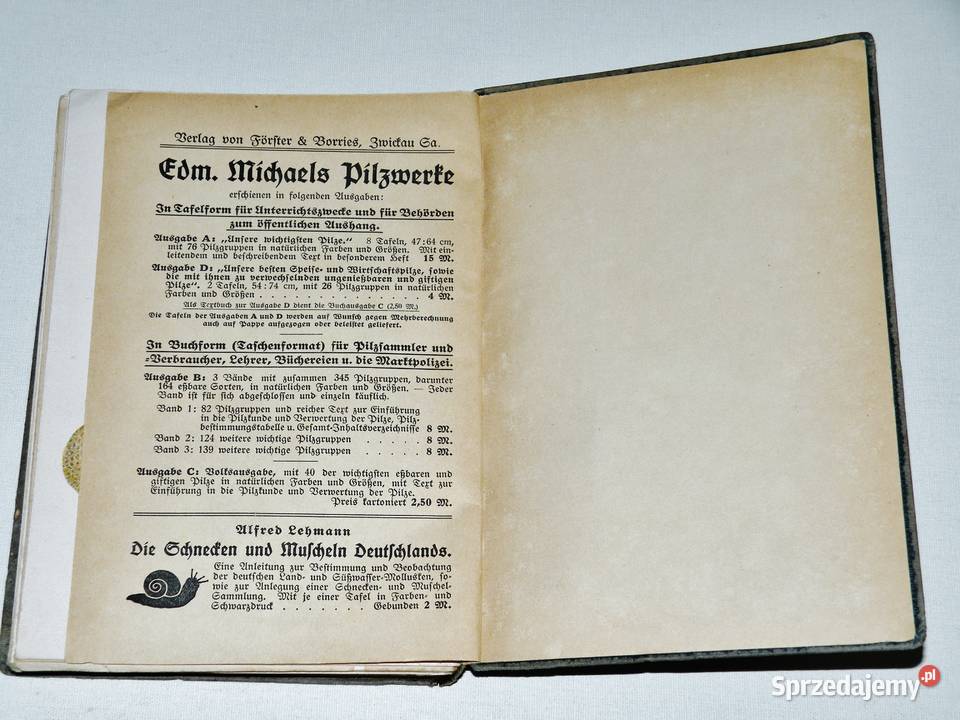 Verlag von Förster & Borries, Zwickau Sa.
Edm. Michaels Pilzwerke
erschienen in folgenden Ausgaben:
In Tafelform für Unterrichtszwecke und für Behörden
zum öffentlichen Aushang.
Ausgabe A: „Unsere wichtigsten Pilze.“ 8 Tafeln, 47:64 cm,
mit 76 Pilzgruppen in natürlichen Farben und Größen. Mit ein-
leitendem und beschreibendem Text in besonderem Heft 15 M.
Ausgabe D: „Unsere besten Speise- und Wirtschaftspilze, sowie
die mit ihnen zu verwechselnden ungenießbaren und giftigen
Pilze“. 2 Tafeln, 54:74 cm, mit 26 Pilzgruppen in natürlichen
Farben und Größen . . . . . . . . . . . . . . . 4 M.
Als Textbuch zur Ausgabe D dient die Buchausgabe C (2,50 M.)
Die Tafeln der Ausgaben A und D werden auf Wunsch gegen Mehrberechnung
auch auf Pappe aufgezogen oder beleistet geliefert.
In Buchform (Taschenformat) für Pilzsammler und
-Verbraucher, Lehrer, Büchereien u. die Marktpolizei.
Ausgabe B: 3 Bände mit zusammen 345 Pilzgruppen, darunter
164 eßbare Sorten, in natürlichen Farben und Größen. — Jeder
Band ist für sich abgeschlossen und einzeln käuflich.
Band 1: 82 Pilzgruppen und reicher Text zur Einführung
in die Pilzkunde und Verwertung der Pilze, Pilz-
bestimmungstabelle u. Gesamt-Inhaltsverzeichnisse 8 M.
Band 2: 124 weitere wichtige Pilzgruppen . . . . . 8 M.
Band 3: 139 weitere wichtige Pilzgruppen . . . . . 8 M.
Ausgabe C: Volksausgabe, mit 40 der wichtigsten eßbaren und
giftigen Pilze in natürlichen Farben und Größen, mit Text zur
Einführung in die Pilzkunde und Verwertung der Pilze.
Preis kartoniert 2,50 M.
Alfred Lehmann
Die Schnecken und Muscheln Deutschlands.
Eine Anleitung zur Bestimmung und Beobachtung
der deutschen Land- und Süßwasser-Mollusken, so-
wie zur Anlegung einer Schnecken- und Muschel-
Sammlung. Mit je einer Tafel in Farben- und
Schwarzdruck . . . . . . . Gebunden 2 M.
Sprzedajemy.pl